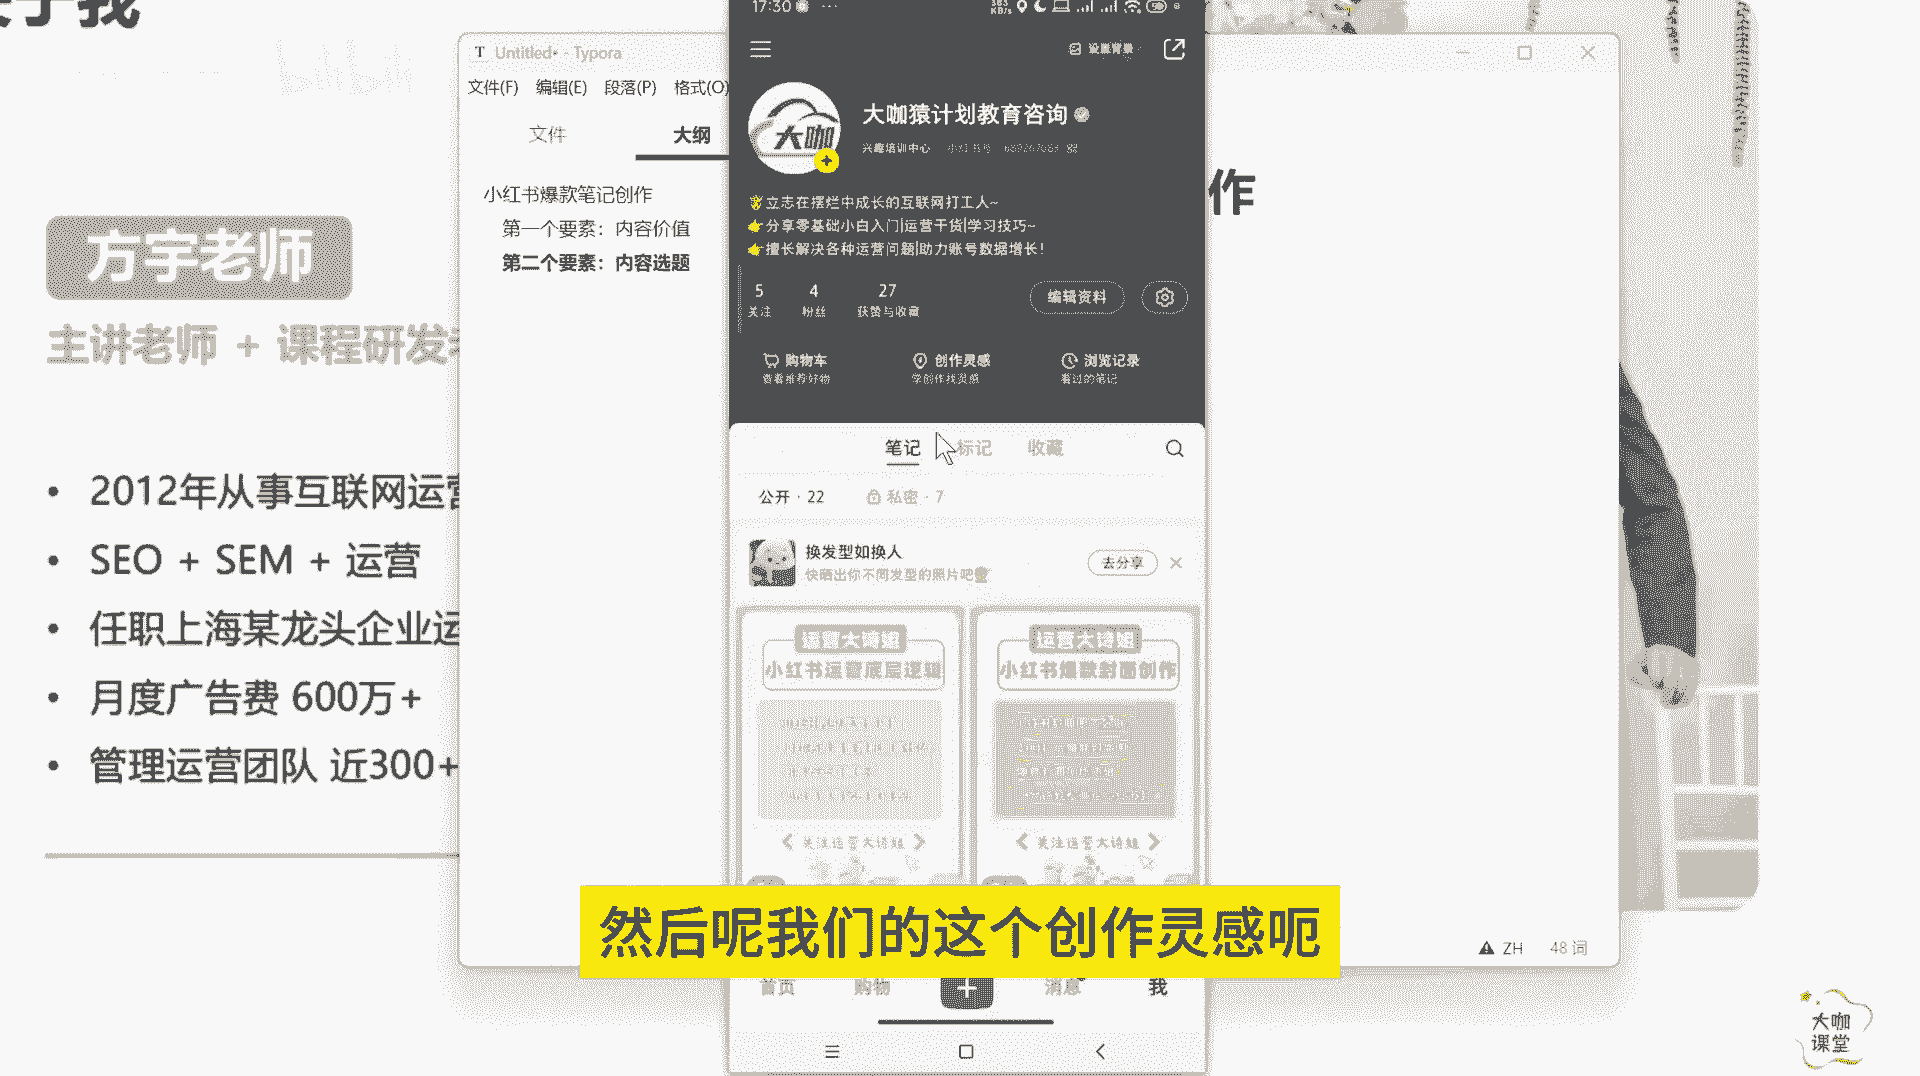 关于我
方宇老师
主讲老师 + 课程研发
• 2012年从事互联网运营
• SEO + SEM + 运营
• 任职上海某龙头企业运
• 月度广告费 600万+
• 管理运营团队 近300+
Untitled• - Typora
文件(F) 编辑(E) 段落(P) 格式(O)
文件 大纲
小红书爆款笔记创作
第一个要素：内容价值
第二个要素：内容选题
作
17:30
设置背景
大咖
大咖猿计划教育咨询
兴趣培训中心
立志在摆烂中成长的互联网打工人~
分享零基础小白入门|运营干货|学习技巧~
擅长解决各种运营问题|助力账号数据增长！
5 4 27
关注 粉丝 获赞与收藏
编辑资料
购物车 创作灵感 浏览记录
查看推荐好物 学创作找灵感 看过的笔记
笔记 标记 收藏
公开 · 22 私密 · 7
换发型如换人
快晒出你不同发型的照片吧
去分享
运营大诗姐
小红书运营底层逻辑
关注运营大诗姐
运营大诗姐
小红书爆款封面创作
关注运营大诗姐
然后呢我们的这个创作灵感呃
首页 购物 消息 我
ZH 48 词
大咖
课堂